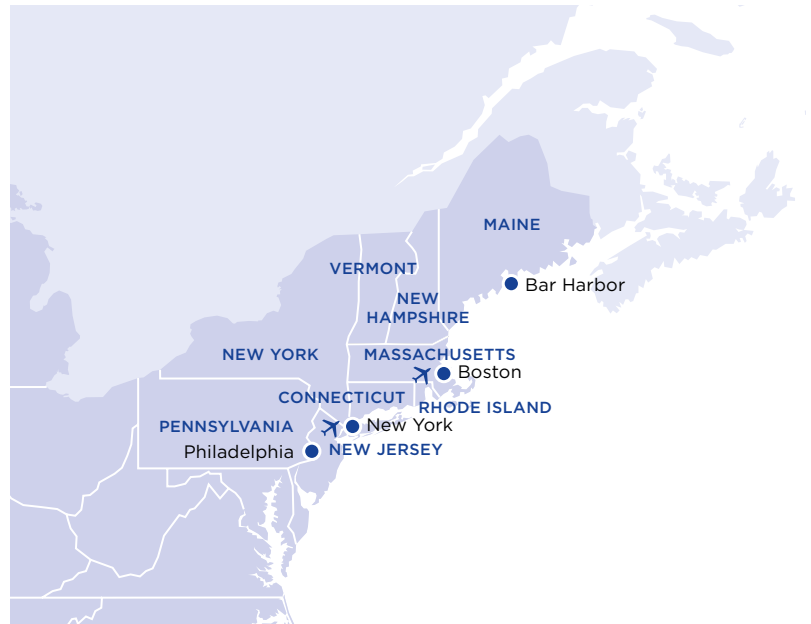 MAINE
VERMONT
Bar Harbor
NEW
HAMPSHIRE
NEW YORK
MASSACHUSETTS
Boston
CONNECTICUT
RHODE ISLAND
PENNSYLVANIA
New York
Philadelphia
NEW JERSEY